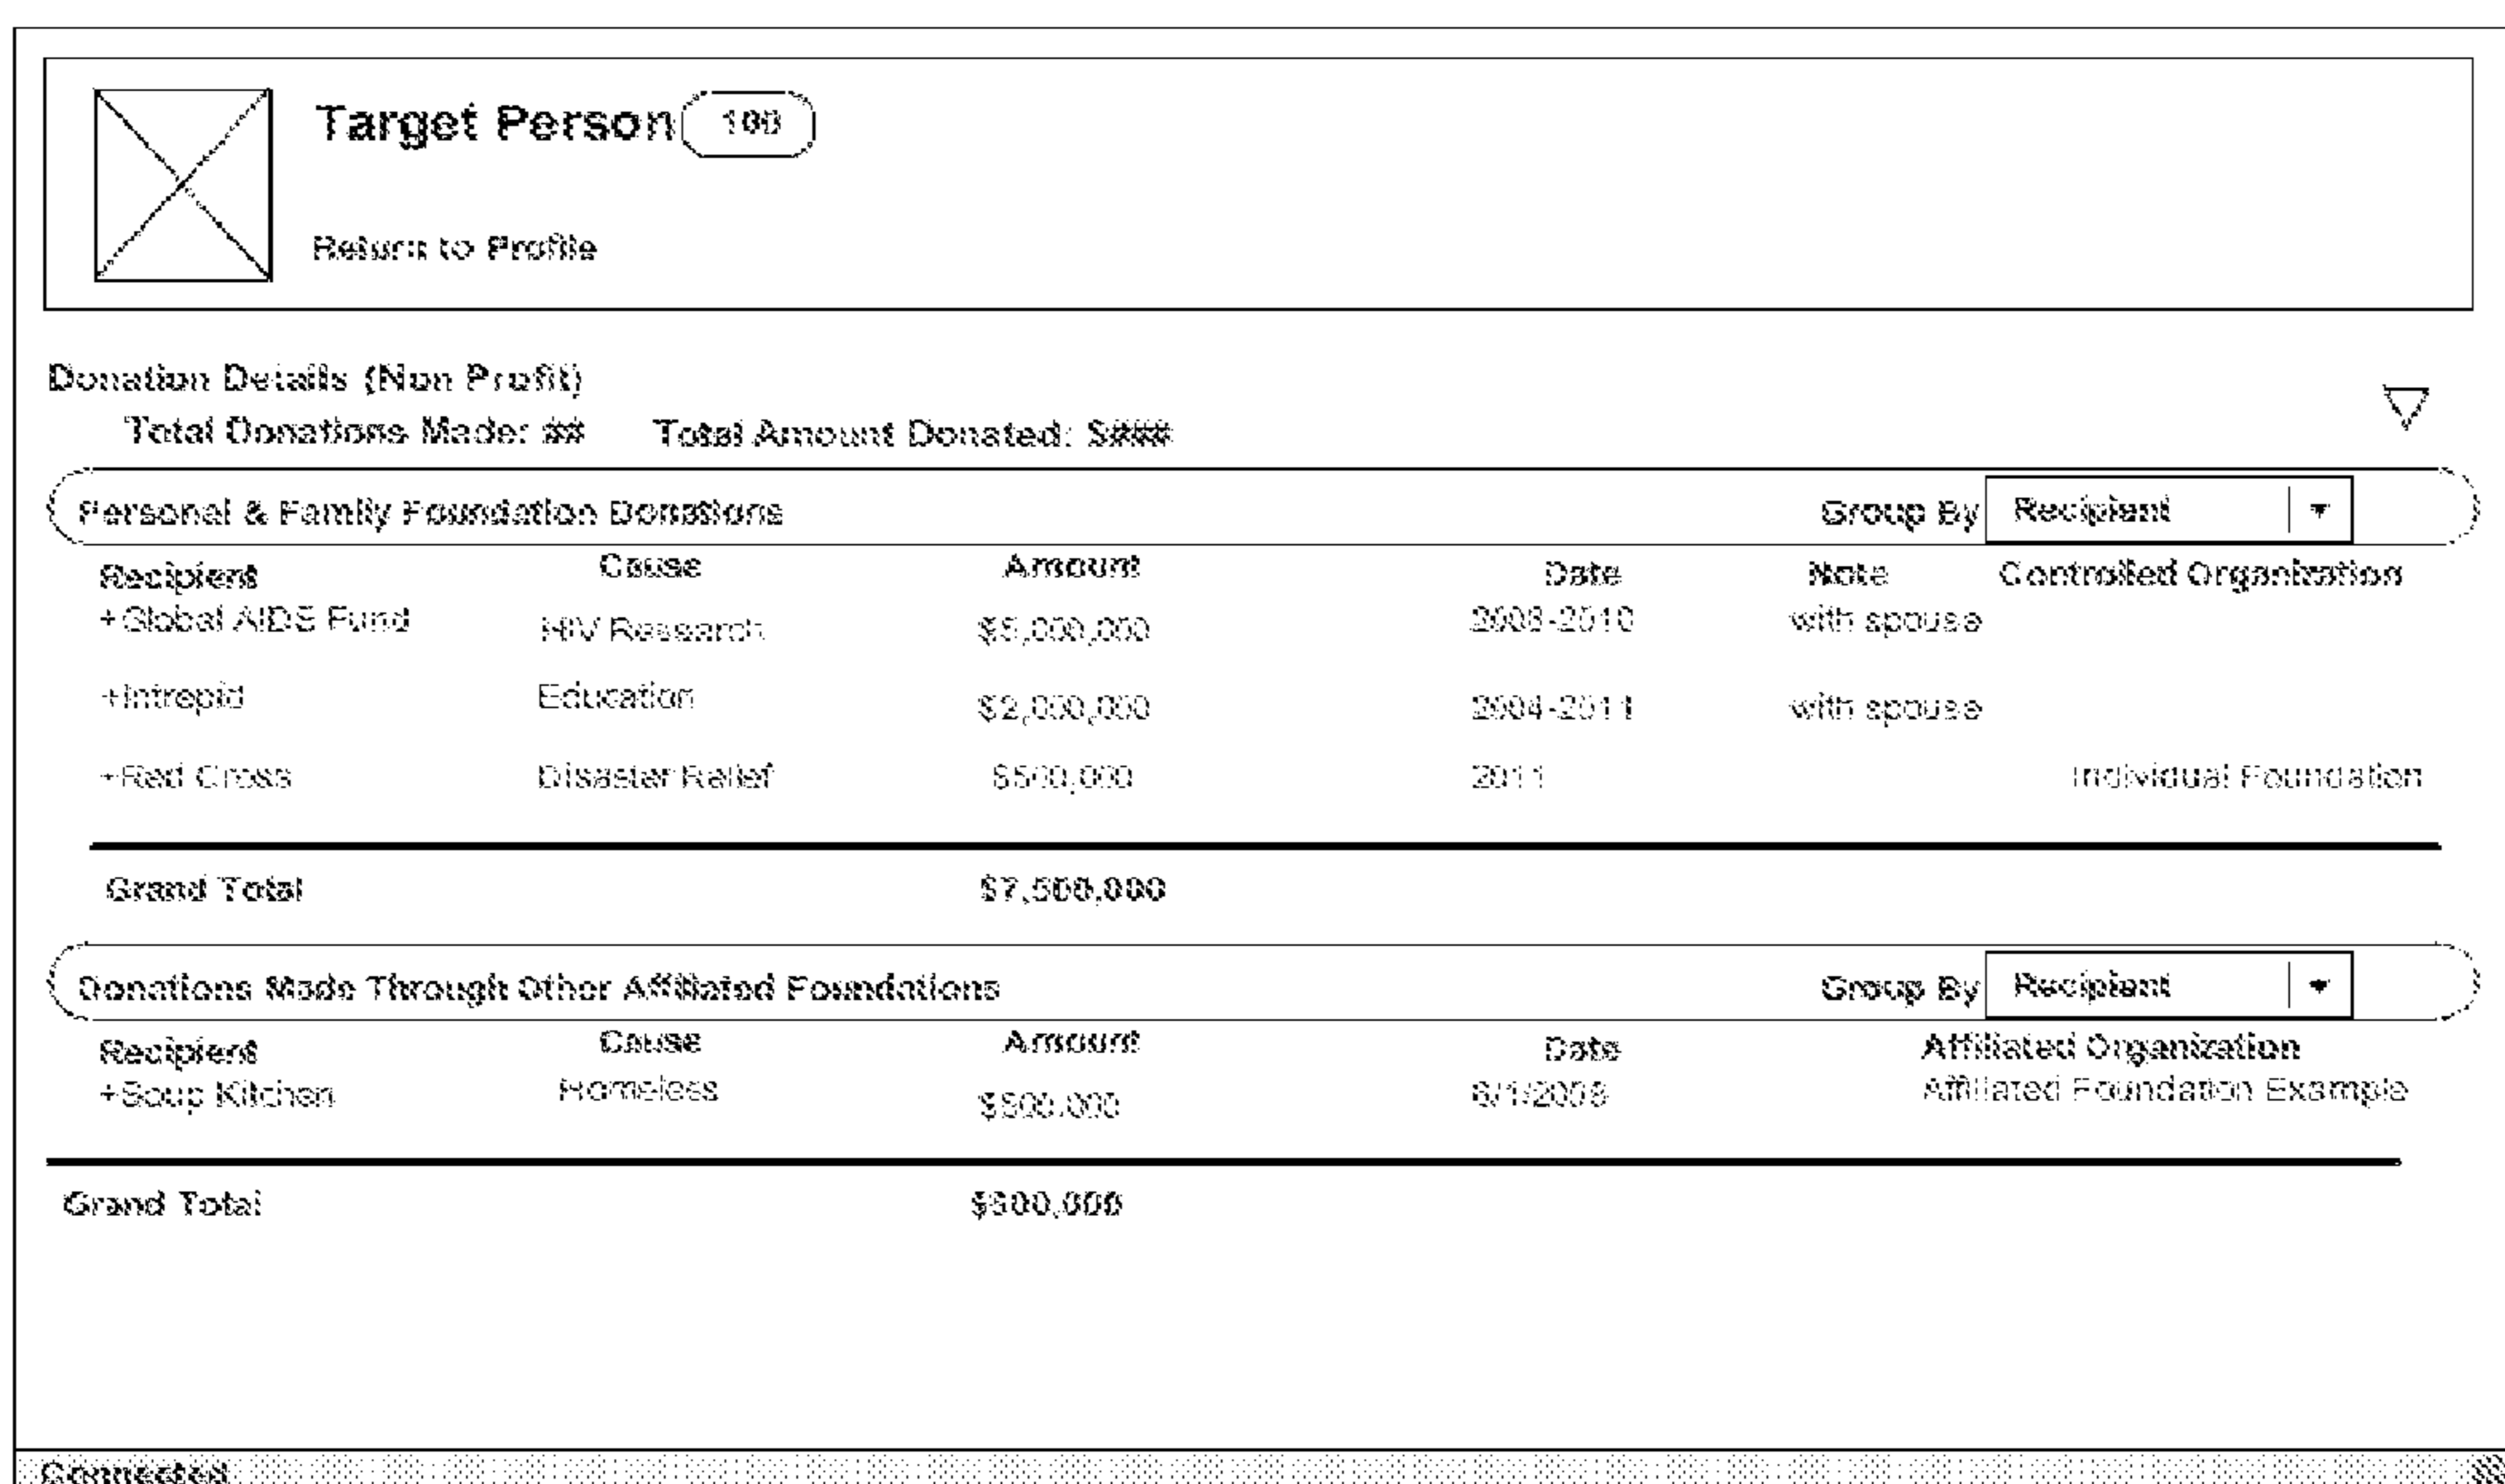 Target Person 100
Return to Profile
Donation Details (Non Profit)
Total Donations Made: ## Total Amount Donated: $###
Personal & Family Foundation Donations Group By Recipient
Recipient Cause Amount Date Note Controlled Organization
+Global AIDS Fund HIV Research $5,000,000 2008-2010 with spouse
+Intrepid Education $2,000,000 2004-2011 with spouse
+Red Cross Disaster Relief $500,000 2011 Individual Foundation
Grand Total $7,500,000
Donations Made Through Other Affiliated Foundations Group By Recipient
Recipient Cause Amount Date Affiliated Organization
+Soup Kitchen Homeless $500,000 Affiliated Foundation Example
Grand Total $500,000
Connected